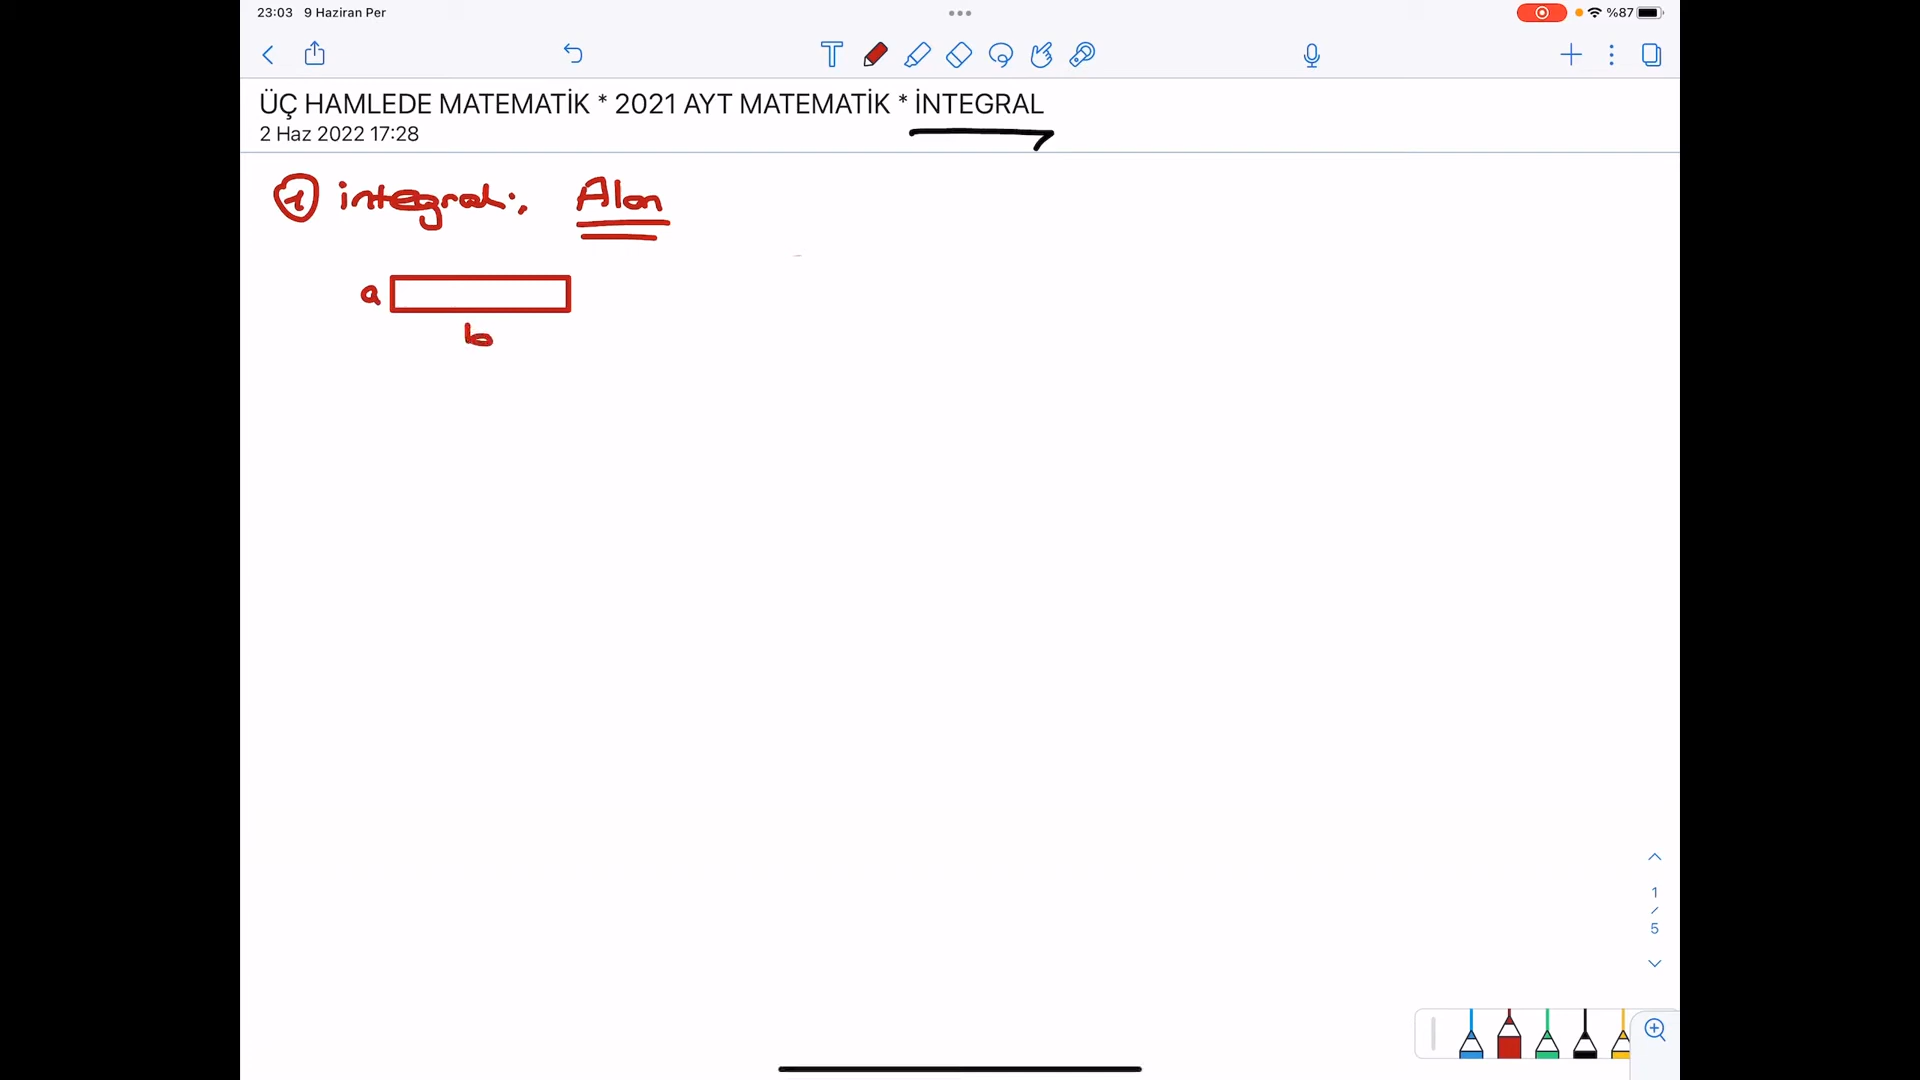 23:03 9 Haziran Per
%87
ÜÇ HAMLEDE MATEMATİK * 2021 AYT MATEMATİK * İNTEGRAL
2 Haz 2022 17:28
1 integral: Alan
a
b
1
/
5